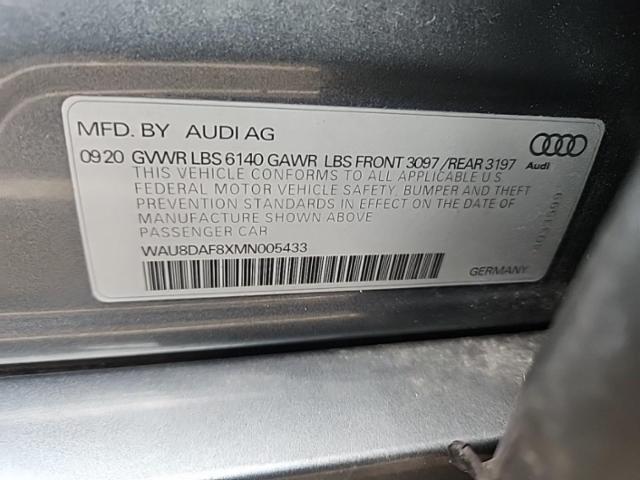 MFD. BY AUDI AG
0920 GVWR LBS 6140 GAWR LBS FRONT 3097 / REAR 3197
THIS VEHICLE CONFORMS TO ALL APPLICABLE U.S
FEDERAL MOTOR VEHICLE SAFETY, BUMPER AND THEFT
PREVENTION STANDARDS IN EFFECT ON THE DATE OF
MANUFACTURE SHOWN ABOVE
PASSENGER CAR
WAU8DAF8XMN005433
Audi
GERMANY